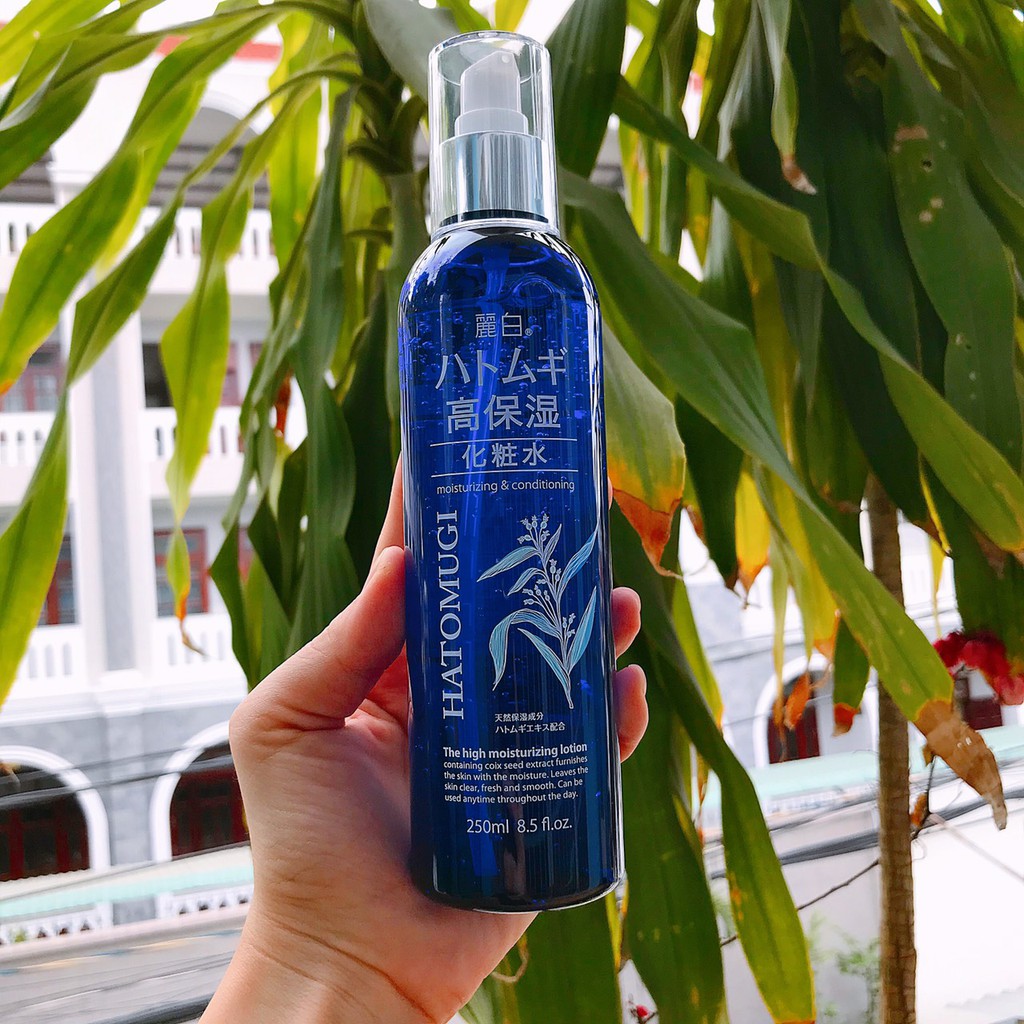 麗白®
ハトムギ
高保湿
化粧水
moisturizing & conditioning
HATOMUGI
天然保湿成分
ハトムギエキス配合
The high moisturizing lotion
containing coix seed extract furnishes
the skin with the moisture. Leaves the
skin clear, fresh and smooth. Can be
used anytime throughout the day.
250ml 8.5 fl.oz.